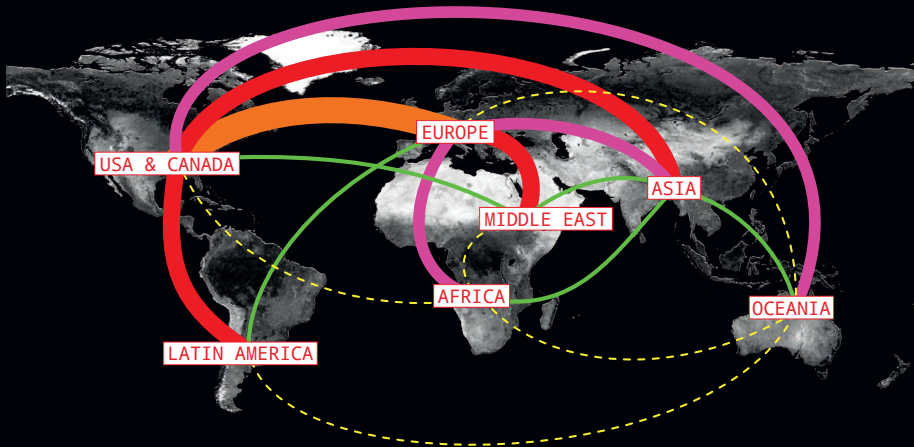 EUROPE
USA & CANADA
ASIA
MIDDLE EAST
AFRICA
OCEANIA
LATIN AMERICA